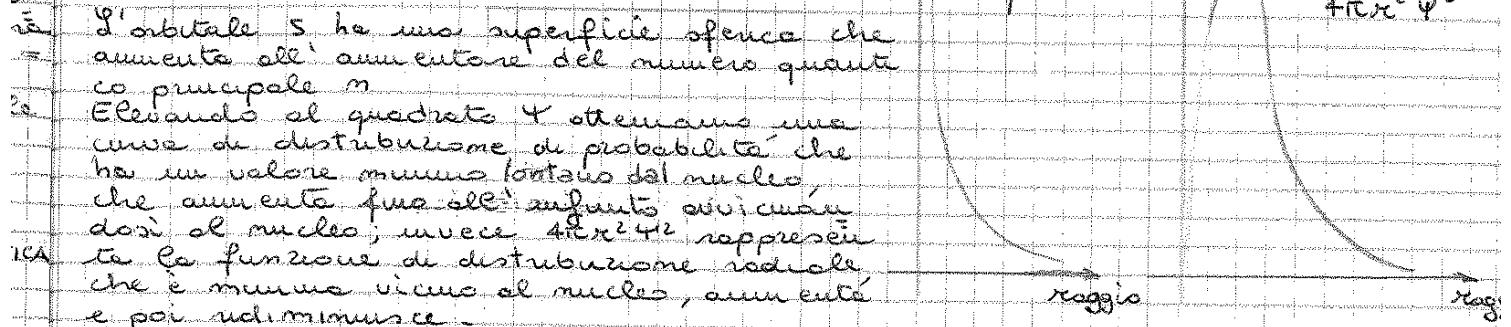 L'orbitale s ha una superficie sferica che
aumenta all'aumentare del numero quanti
co principale n
Elevando al quadrato Ψ otteniamo una
curva di distribuzione di probabilità che
ha un valore minimo lontano dal nucleo,
che aumenta fino all'infinito avvicinan
dosi al nucleo; invece 4πr²Ψ² rappresen
ta la funzione di distribuzione radiale,
che è minima vicino al nucleo, aumenta
e poi ridiminuisce.
4πr²Ψ²
raggio
ICA